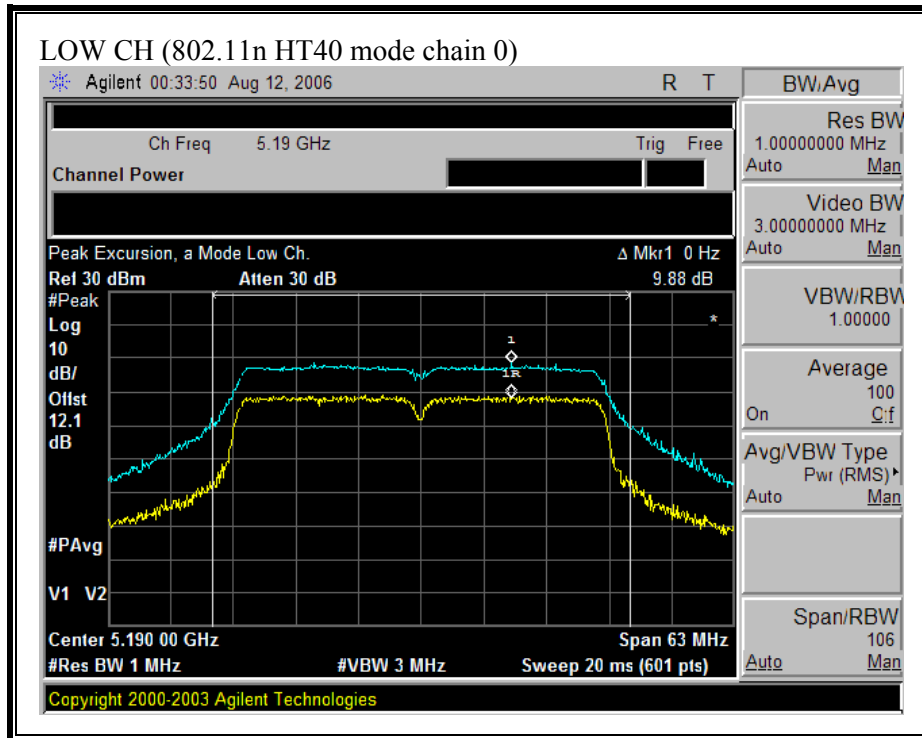 LOW CH (802.11n HT40 mode chain 0)
Agilent 00:33:50 Aug 12, 2006 R T
Ch Freq 5.19 GHz Trig Free
Channel Power
Peak Excursion, a Mode Low Ch. Δ Mkr1 0 Hz
Ref 30 dBm Atten 30 dB 9.88 dB
#Peak
Log
10
dB/
Offst
12.1
dB
1
1R
*
#PAvg
V1 V2
Center 5.190 00 GHz Span 63 MHz
#Res BW 1 MHz #VBW 3 MHz Sweep 20 ms (601 pts)
Copyright 2000-2003 Agilent Technologies
BW/Avg
Res BW
1.00000000 MHz
Auto Man
Video BW
3.00000000 MHz
Auto Man
VBW/RBW
1.00000
Average
100
On
Avg/VBW Type
Pwr (RMS)
Auto Man
Span/RBW
106
Auto Man